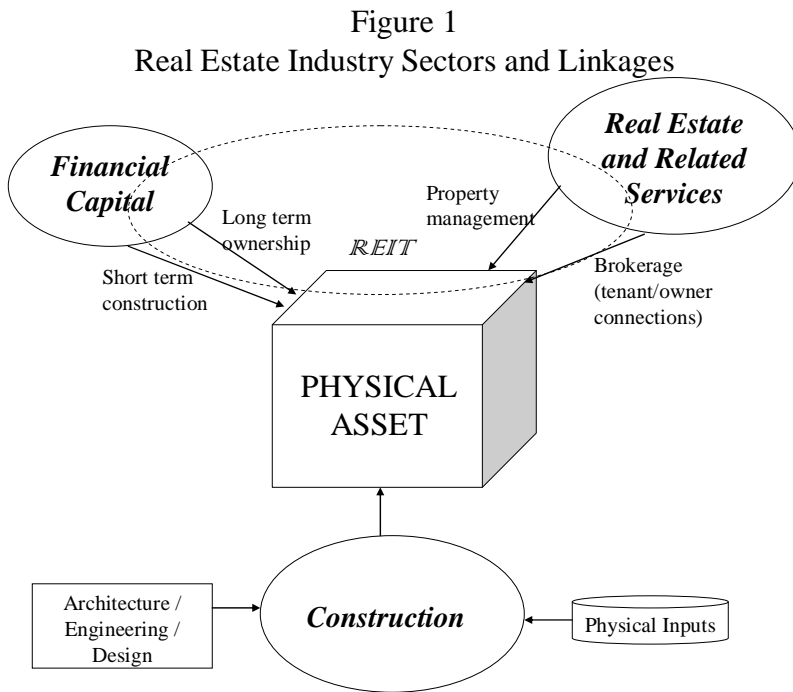 Figure 1
Real Estate Industry Sectors and Linkages
Financial
Capital
Real Estate
and Related
Services
Long term
ownership
Property
management
REIT
Short term
construction
Brokerage
(tenant/owner
connections)
PHYSICAL
ASSET
Architecture /
Engineering /
Design
Construction
Physical Inputs